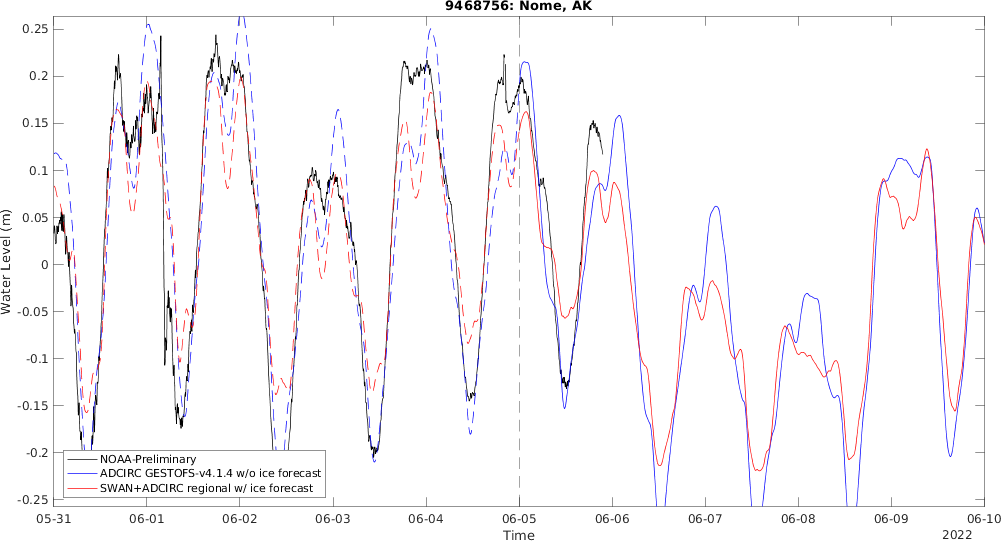 9468756: Nome, AK
Water Level (m)
0.25
0.2
0.15
0.1
0.05
0
-0.05
-0.1
-0.15
-0.2
-0.25
NOAA-Preliminary
ADCIRC GESTOFS-v4.1.4 w/o ice forecast
SWAN+ADCIRC regional w/ ice forecast
05-31 06-01 06-02 06-03 06-04 06-05 06-06 06-07 06-08 06-09 06-10
Time
2022